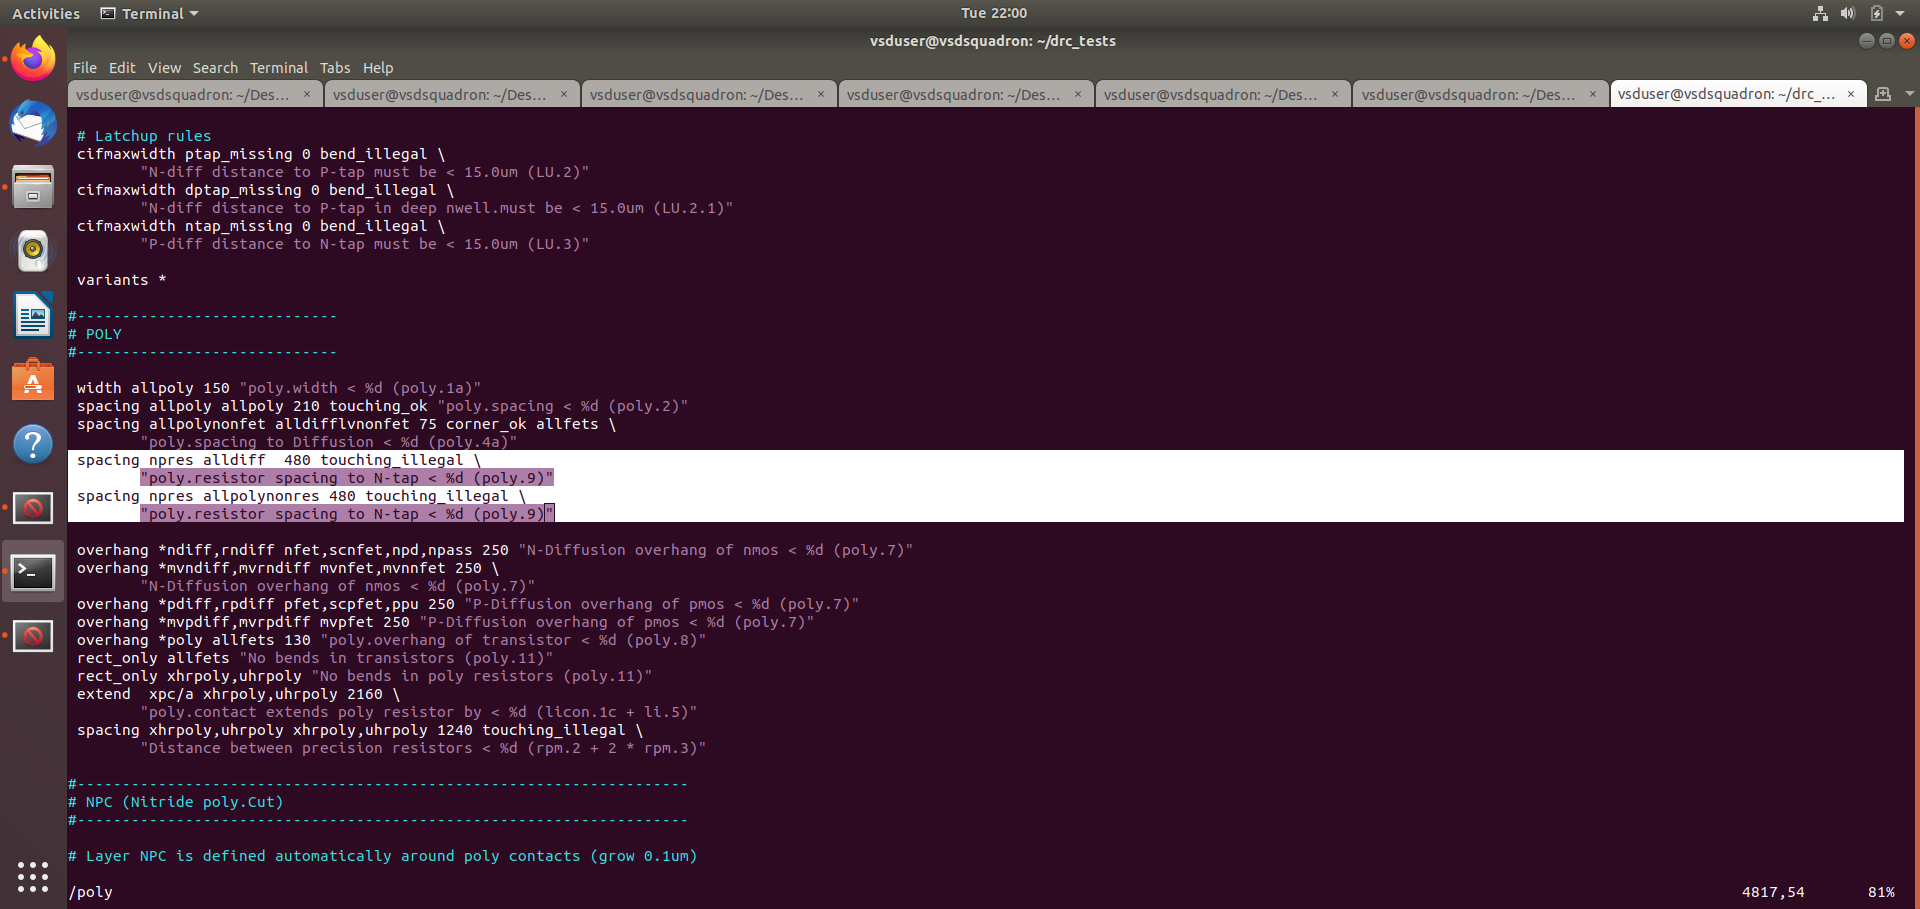 Activities Terminal Tue 22:00
vsduser@vsdsquadron: ~/drc_tests
File Edit View Search Terminal Tabs Help
vsduser@vsdsquadron: ~/Des... × vsduser@vsdsquadron: ~/Des... × vsduser@vsdsquadron: ~/Des... × vsduser@vsdsquadron: ~/Des... × vsduser@vsdsquadron: ~/Des... × vsduser@vsdsquadron: ~/Des... × vsduser@vsdsquadron: ~/drc_... ×
# Latchup rules
cifmaxwidth ptap_missing 0 bend_illegal \
"N-diff distance to P-tap must be < 15.0um (LU.2)"
cifmaxwidth dptap_missing 0 bend_illegal \
"N-diff distance to P-tap in deep nwell.must be < 15.0um (LU.2.1)"
cifmaxwidth ntap_missing 0 bend_illegal \
"P-diff distance to N-tap must be < 15.0um (LU.3)"
variants *
#-----------------------------
# POLY
#-----------------------------
width allpoly 150 "poly.width < %d (poly.1a)"
spacing allpoly allpoly 210 touching_ok "poly.spacing < %d (poly.2)"
spacing allpolynonfet alldifflvnonfet 75 corner_ok allfets \
"poly.spacing to Diffusion < %d (poly.4a)"
spacing npres alldiff  480 touching_illegal \
"poly.resistor spacing to N-tap < %d (poly.9)"
spacing npres allpolynonres 480 touching_illegal \
"poly.resistor spacing to N-tap < %d (poly.9)"
overhang *ndiff,rndiff nfet,scnfet,npd,npass 250 "N-Diffusion overhang of nmos < %d (poly.7)"
overhang *mvndiff,mvrndiff mvnfet,mvnnfet 250 \
"N-Diffusion overhang of nmos < %d (poly.7)"
overhang *pdiff,rpdiff pfet,scpfet,ppu 250 "P-Diffusion overhang of pmos < %d (poly.7)"
overhang *mvpdiff,mvrpdiff mvpfet 250 "P-Diffusion overhang of pmos < %d (poly.7)"
overhang *poly allfets 130 "poly.overhang of transistor < %d (poly.8)"
rect_only allfets "No bends in transistors (poly.11)"
rect_only xhrpoly,uhrpoly "No bends in poly resistors (poly.11)"
extend  xpc/a xhrpoly,uhrpoly 2160 \
"poly.contact extends poly resistor by < %d (licon.1c + li.5)"
spacing xhrpoly,uhrpoly xhrpoly,uhrpoly 1240 touching_illegal \
"Distance between precision resistors < %d (rpm.2 + 2 * rpm.3)"
#--------------------------------------------------------------------
# NPC (Nitride poly.Cut)
#--------------------------------------------------------------------
# Layer NPC is defined automatically around poly contacts (grow 0.1um)
/poly 4817,54 81%